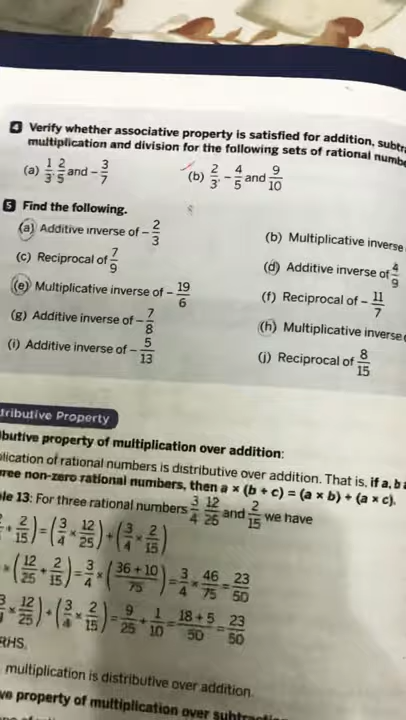 4 Verify whether associative property is satisfied for addition, subtr
multiplication and division for the following sets of rational numbe
(a) 1/3, 2/5 and -3/7 (b) 2/3, -4/5 and 9/10
5 Find the following.
(a) Additive inverse of -2/3 (b) Multiplicative inverse
(c) Reciprocal of 7/9 (d) Additive inverse of 4/9
(e) Multiplicative inverse of -19/6 (f) Reciprocal of -11/7
(g) Additive inverse of -7/8 (h) Multiplicative inverse
(i) Additive inverse of -5/13 (j) Reciprocal of 8/15
tributive Property
ibutive property of multiplication over addition:
plication of rational numbers is distributive over addition. That is, if a, b a
ree non-zero rational numbers, then a × (b + c) = (a × b) + (a × c).
le 13: For three rational numbers 3/4, 12/25 and 2/15 we have
+ 2/15) = (3/4 × 12/25) + (3/4 × 2/15)
× (12/25 + 2/15) = 3/4 × (36 + 10/75) = 3/4 × 46/75 = 23/50
3/4 × 12/25) + (3/4 × 2/15) = 9/25 + 1/10 = 18 + 5/50 = 23/50
RHS.
multiplication is distributive over addition.
ve property of multiplication over subtraction